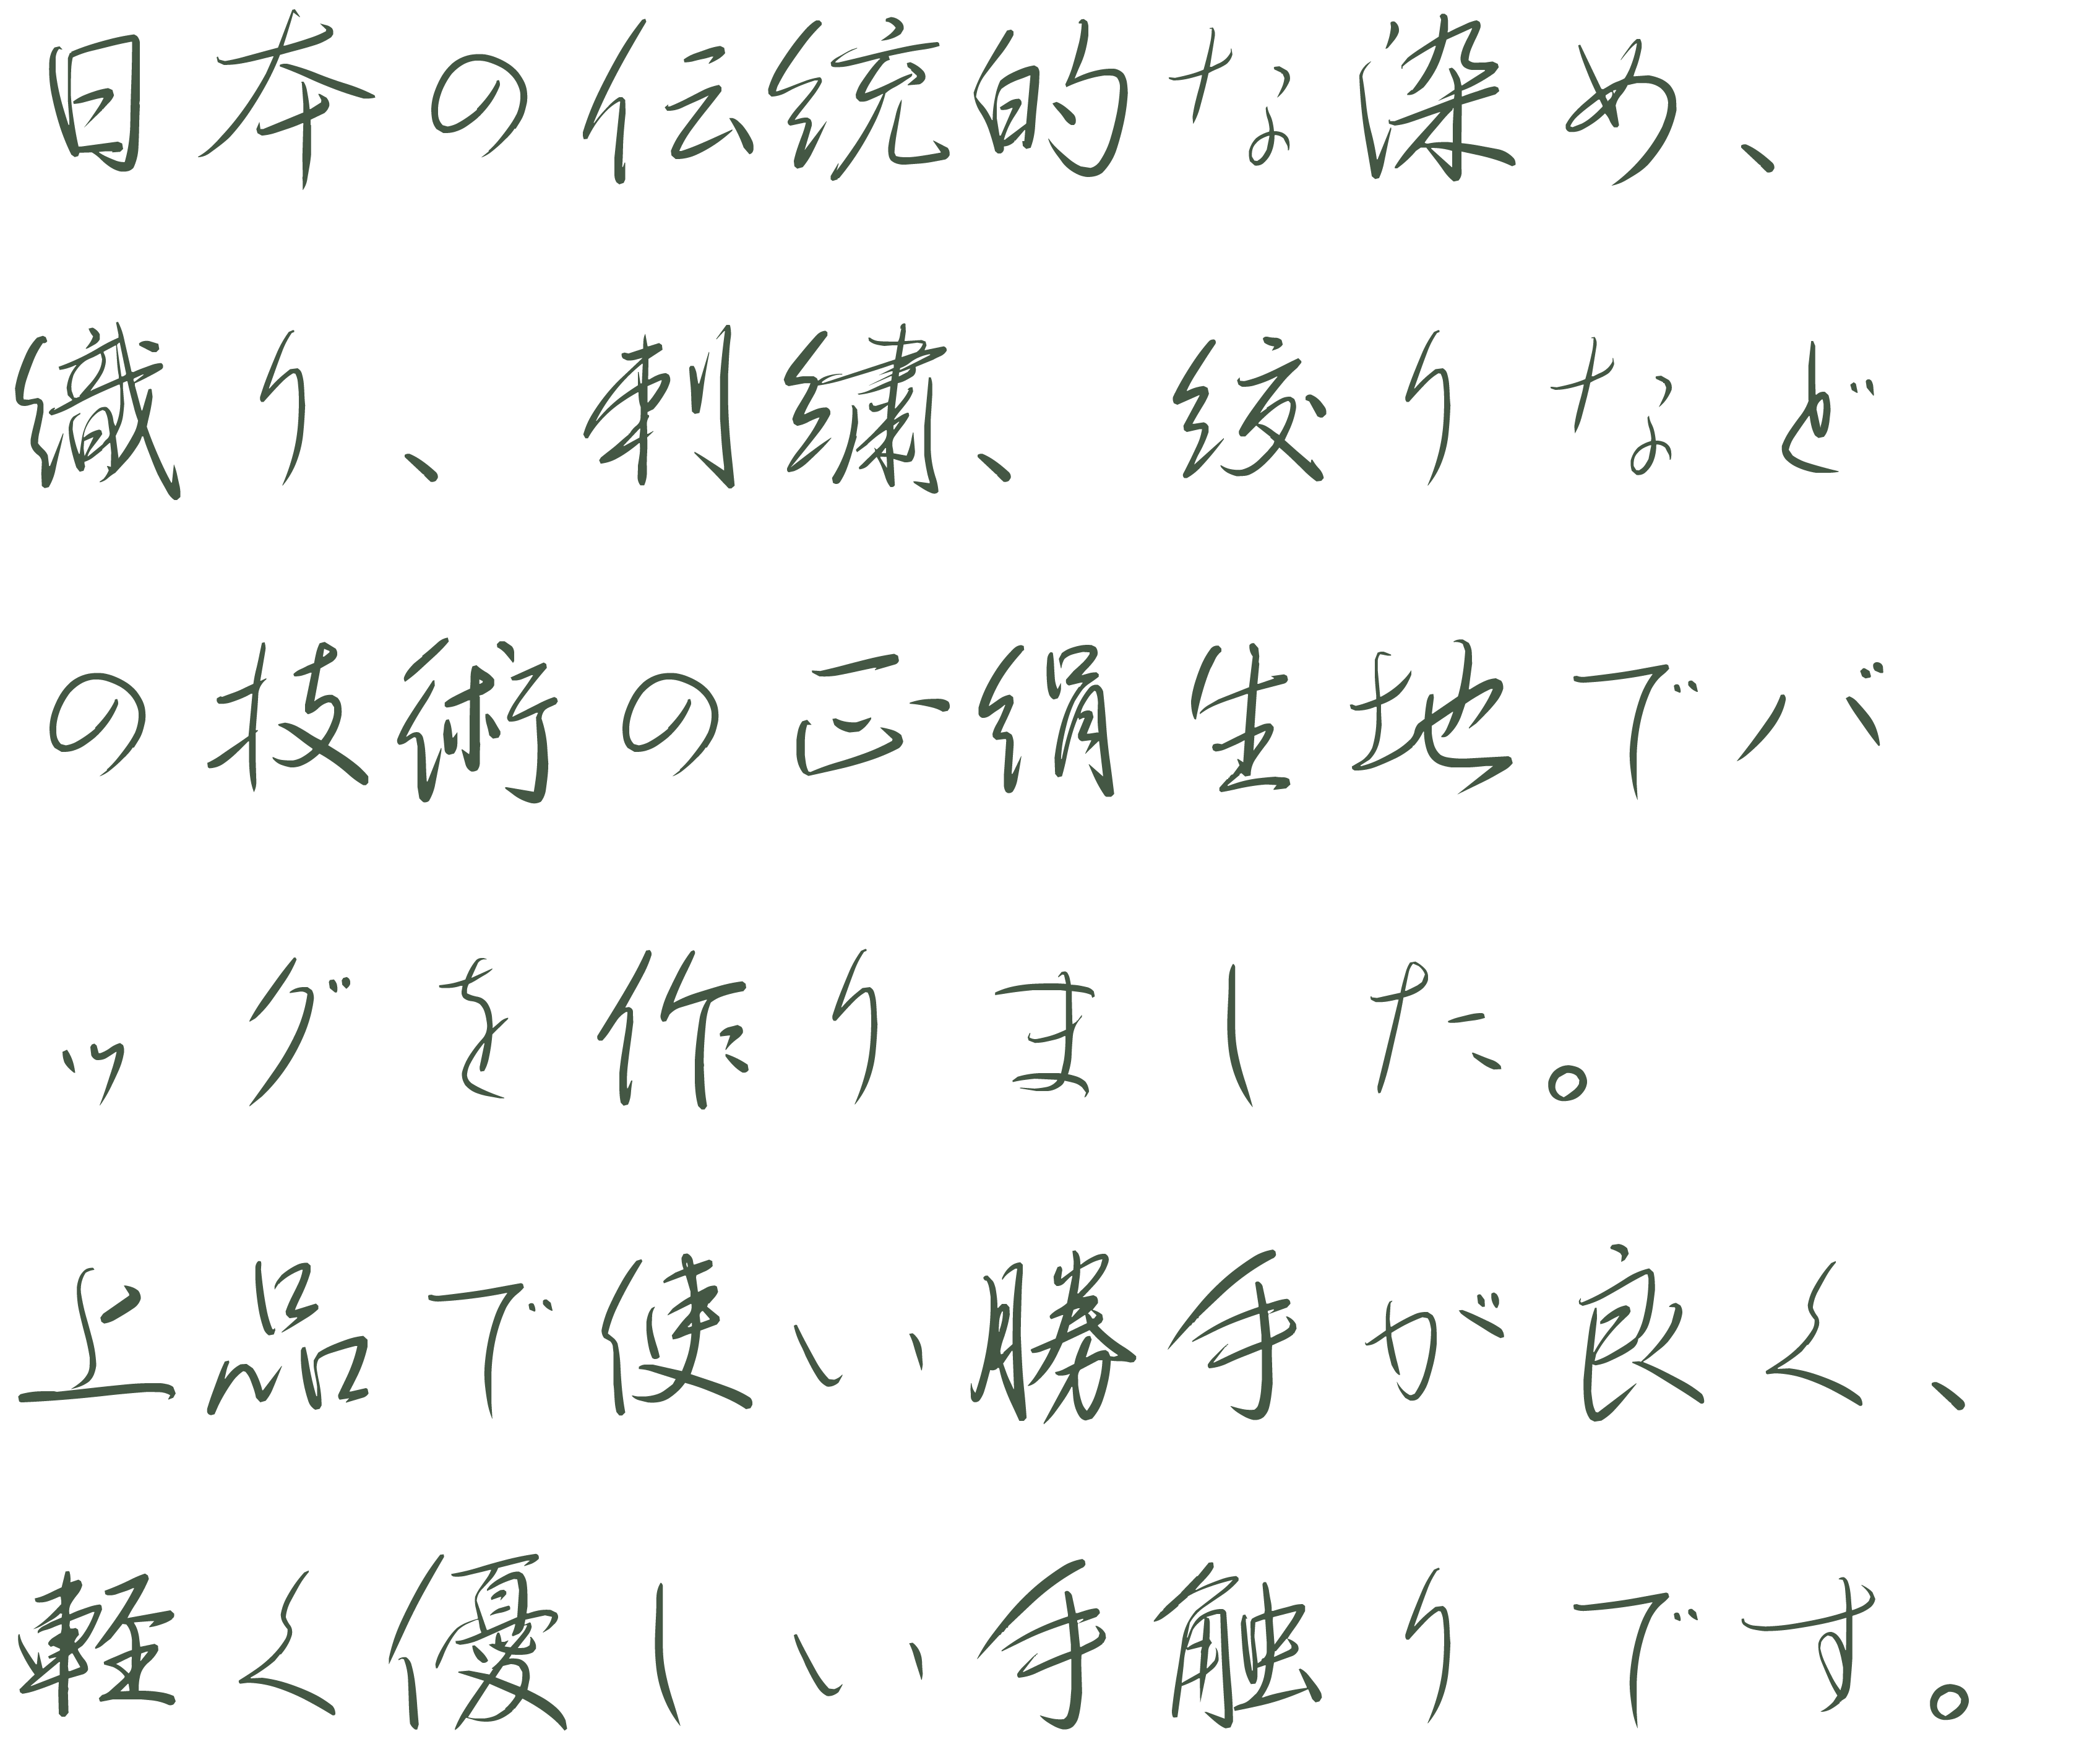 日本の伝統的な染め、
織り、刺繍、絞りなど
の技術の正絹生地でバ
ッグを作りました。
上品で使い勝手が良く、
軽く優しい手触りです。